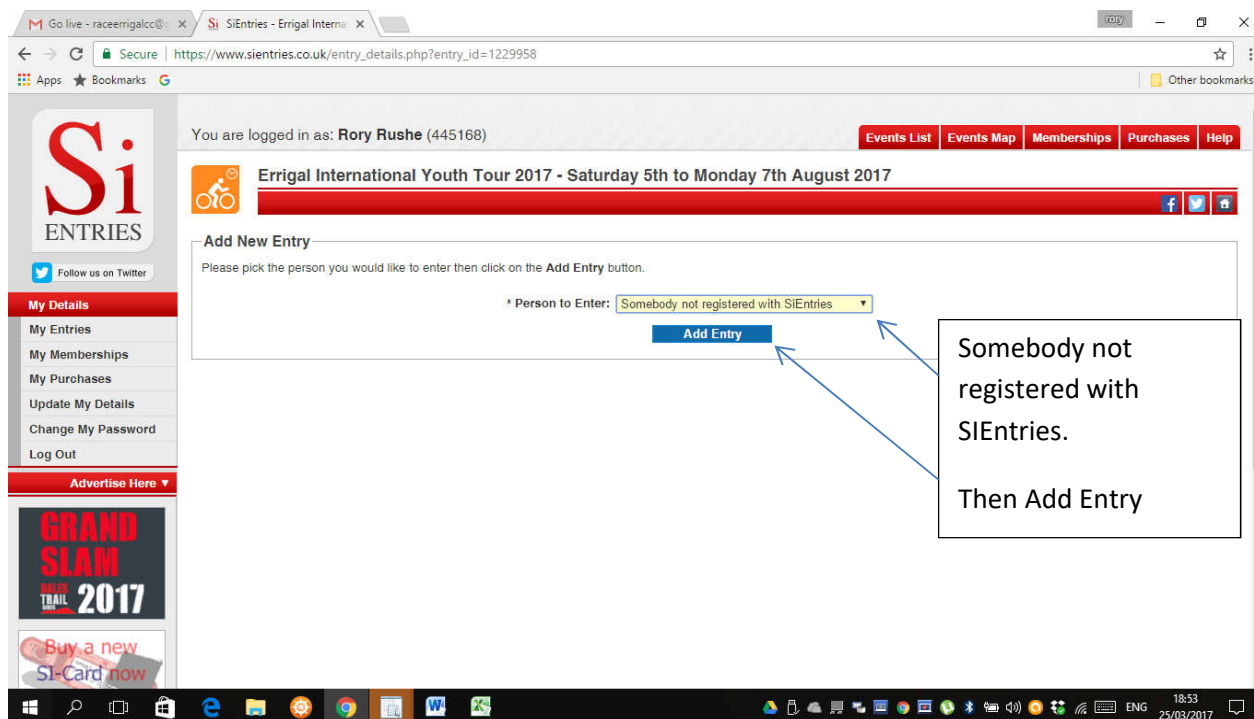 Go live - raceerrigalcc@
SiEntries - Errigal Interna
rory
Secure | https://www.sientries.co.uk/entry_details.php?entry_id=1229958
Apps Bookmarks G Other bookmarks
Si
ENTRIES
Follow us on Twitter
You are logged in as: Rory Rushe (445168)
Events List Events Map Memberships Purchases Help
Errigal International Youth Tour 2017 - Saturday 5th to Monday 7th August 2017
Add New Entry
Please pick the person you would like to enter then click on the Add Entry button.
* Person to Enter: Somebody not registered with SiEntries
Add Entry
My Details
My Entries
My Memberships
My Purchases
Update My Details
Change My Password
Log Out
Advertise Here ▼
GRAND
SLAM
DALES
TRAIL
SERIES
2017
Buy a new
SI-Card now
Somebody not
registered with
SIEntries.
Then Add Entry
ENG
18:53
25/03/2017